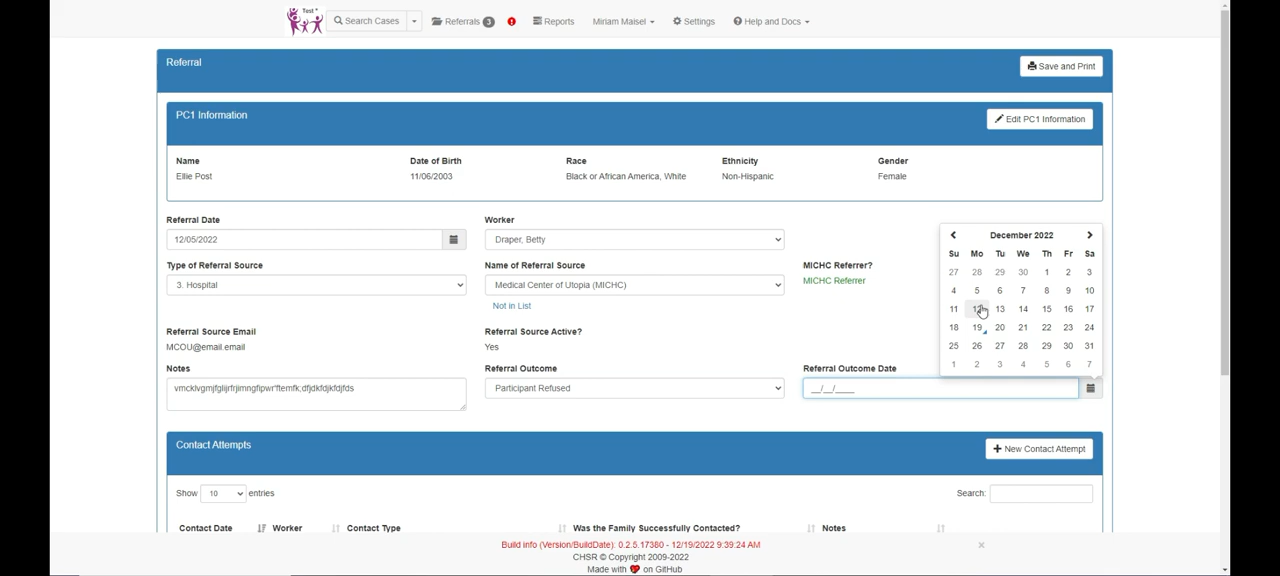 Test *
Search Cases Referrals 3 Reports Miriam Maisel Settings Help and Docs
Referral Save and Print
PC1 Information Edit PC1 Information
Name Date of Birth Race Ethnicity Gender
Ellie Post 11/06/2003 Black or African America, White Non-Hispanic Female
Referral Date Worker
12/05/2022 Draper, Betty
Type of Referral Source Name of Referral Source MICHC Referrer?
3. Hospital Medical Center of Utopia (MICHC) MICHC Referrer
Not in List
Referral Source Email Referral Source Active?
MCOU@email.email Yes
Notes Referral Outcome Referral Outcome Date
Participant Refused __/__/____
December 2022
Su Mo Tu We Th Fr Sa
27 28 29 30 1 2 3
4 5 6 7 8 9 10
11 12 13 14 15 16 17
18 19 20 21 22 23 24
25 26 27 28 29 30 31
1 2 3 4 5 6 7
Contact Attempts New Contact Attempt
Show 10 entries Search:
Contact Date Worker Contact Type Was the Family Successfully Contacted? Notes
Build info (Version/BuildDate): 0.2.5.17380 - 12/19/2022 9:39:24 AM
CHSR © Copyright 2009-2022
Made with ❤ on GitHub